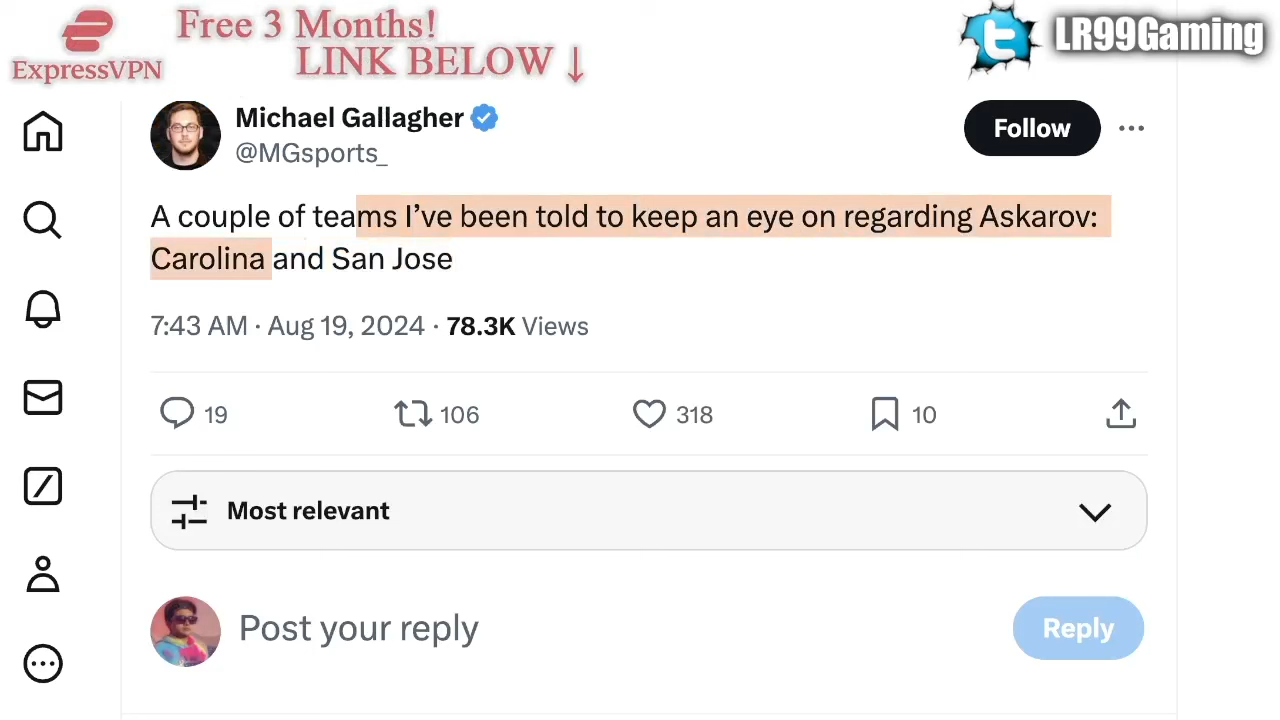 Free 3 Months!
LINK BELOW ↓
ExpressVPN
LR99Gaming
Michael Gallagher
@MGsports_
Follow
A couple of teams I’ve been told to keep an eye on regarding Askarov:
Carolina and San Jose
7:43 AM · Aug 19, 2024 · 78.3K Views
19 106 318 10
Most relevant
Post your reply
Reply